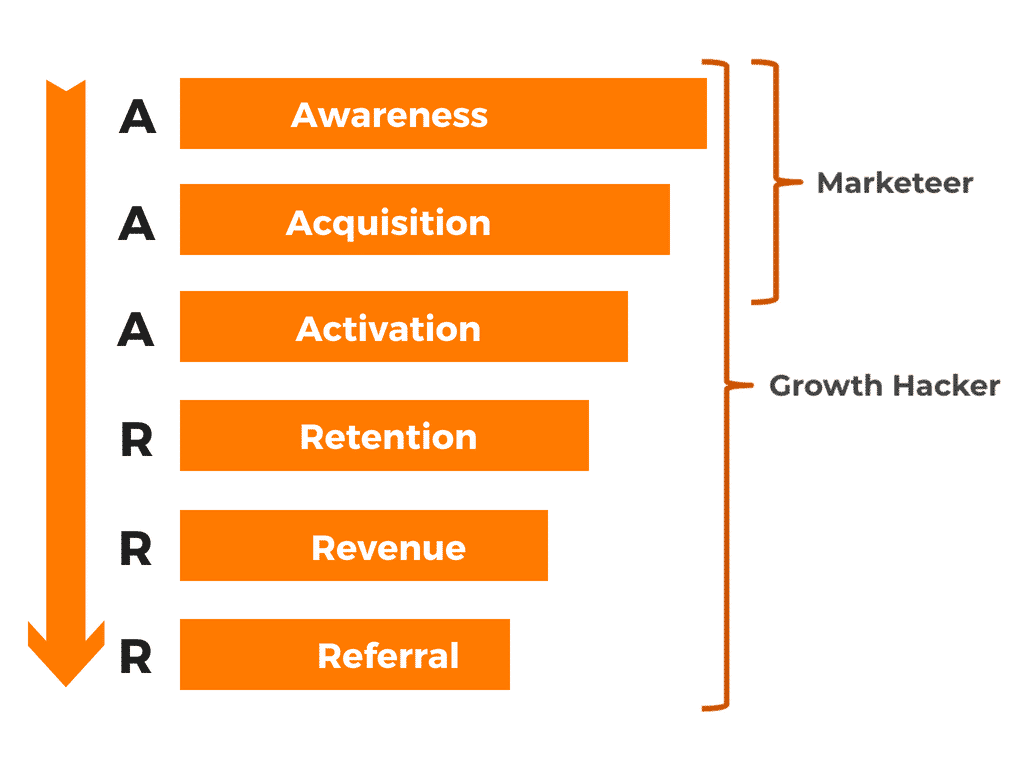 A Awareness
A Acquisition
A Activation
R Retention
R Revenue
R Referral
Marketeer
Growth Hacker